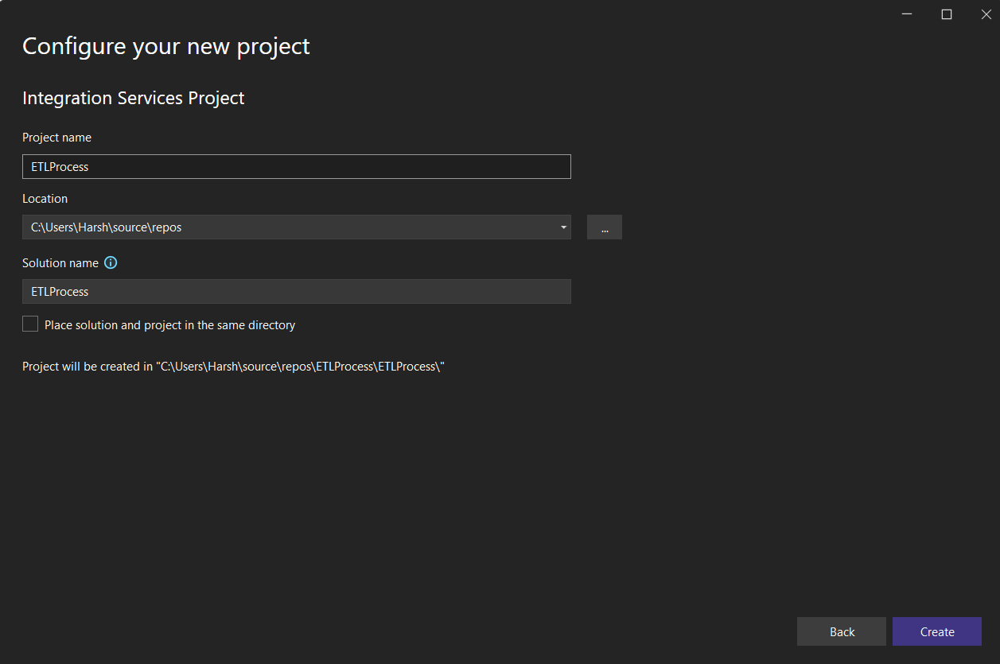 Configure your new project
Integration Services Project
Project name
ETLProcess
Location
C:\Users\Harsh\source\repos
...
Solution name
ETLProcess
Place solution and project in the same directory
Project will be created in "C:\Users\Harsh\source\repos\ETLProcess\ETLProcess\"
Back
Create